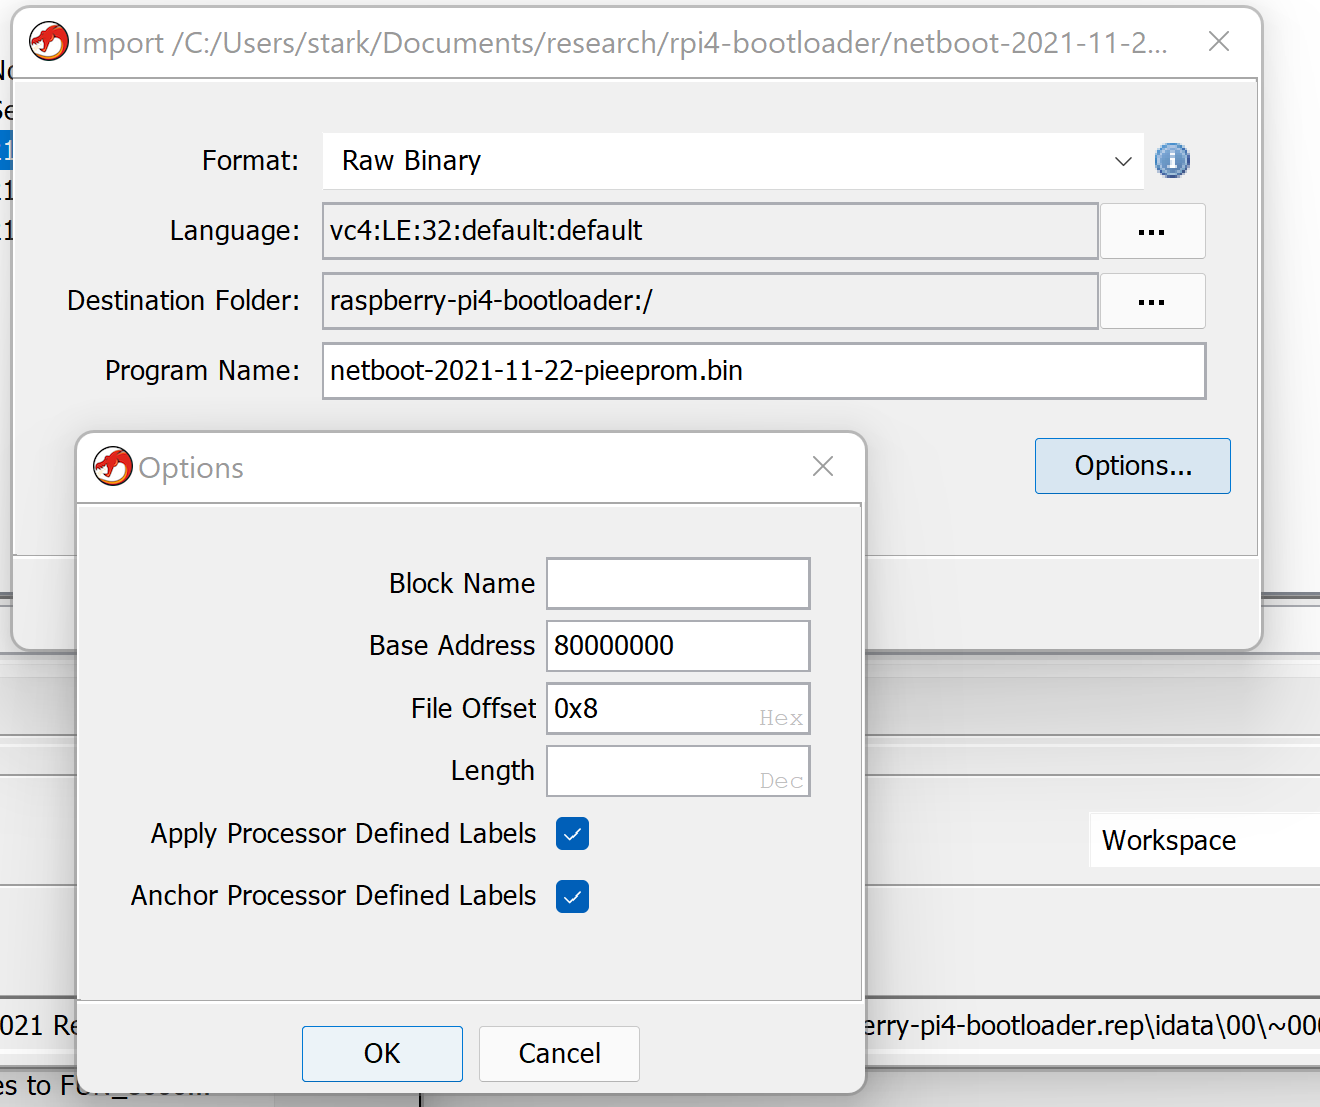 Import /C:/Users/stark/Documents/research/rpi4-bootloader/netboot-2021-11-2...
Format:
Raw Binary
Language:
vc4:LE:32:default:default
...
Destination Folder:
raspberry-pi4-bootloader:/
...
Program Name:
netboot-2021-11-22-pieeprom.bin
Options...
Options
Block Name
Base Address
80000000
File Offset
0x8
Hex
Length
Dec
Apply Processor Defined Labels
Anchor Processor Defined Labels
Workspace
021 Re
erry-pi4-bootloader.rep\idata\00\~000
OK
Cancel
es to